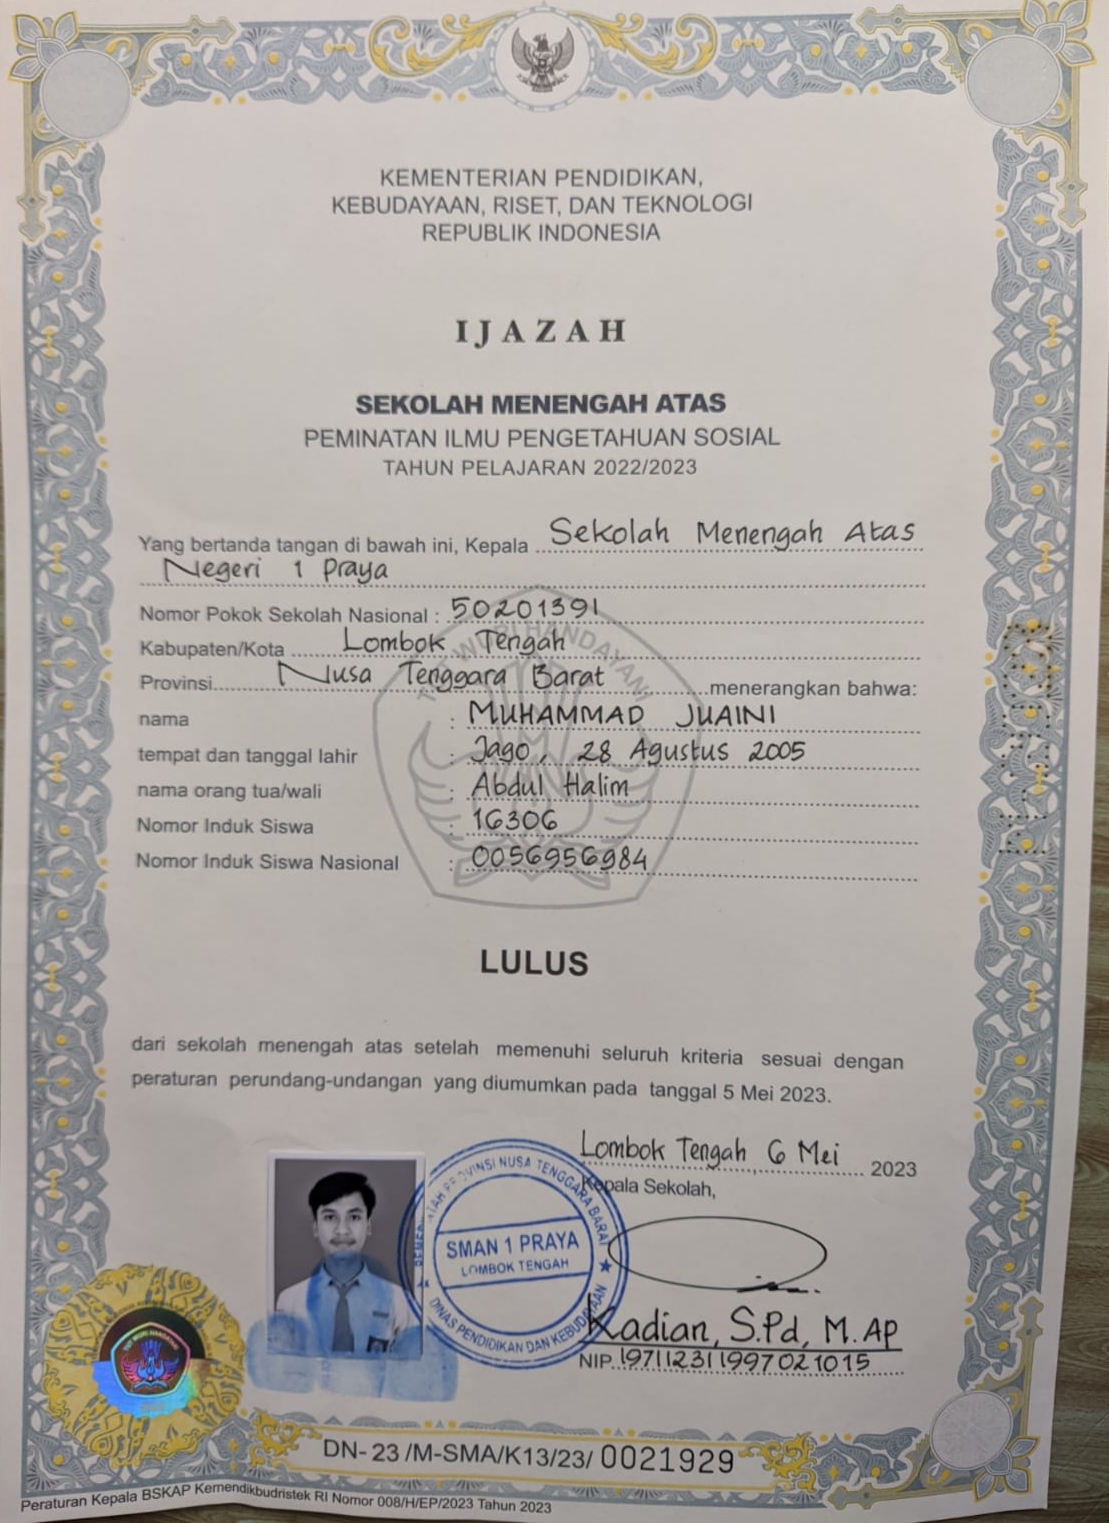 KEMENTERIAN PENDIDIKAN,
KEBUDAYAAN, RISET, DAN TEKNOLOGI
REPUBLIK INDONESIA
IJAZAH
SEKOLAH MENENGAH ATAS
PEMINATAN ILMU PENGETAHUAN SOSIAL
TAHUN PELAJARAN 2022/2023
Yang bertanda tangan di bawah ini, Kepala Sekolah Menengah Atas
Negeri 1 Praya
Nomor Pokok Sekolah Nasional : 50201391
Kabupaten/Kota Lombok Tengah
Provinsi Nusa Tenggara Barat menerangkan bahwa:
nama : MUHAMMAD JUAINI
tempat dan tanggal lahir : Jago, 28 Agustus 2005
nama orang tua/wali : Abdul Halim
Nomor Induk Siswa : 16306
Nomor Induk Siswa Nasional : 0056956984
TUT WURI HANDAYANI
LULUS
dari sekolah menengah atas setelah memenuhi seluruh kriteria sesuai dengan
peraturan perundang-undangan yang diumumkan pada tanggal 5 Mei 2023.
Lombok Tengah, 6 Mei 2023
Kepala Sekolah,
PROVINSI NUSA TENGGARA BARAT
SMAN 1 PRAYA
LOMBOK TENGAH
DINAS PENDIDIKAN DAN KEBUDAYAAN
Kadian, S.Pd, M.AP
NIP. 197112311997021015
DN-23/M-SMA/K13/23/0021929
Peraturan Kepala BSKAP Kemendikbudristek RI Nomor 008/H/EP/2023 Tahun 2023